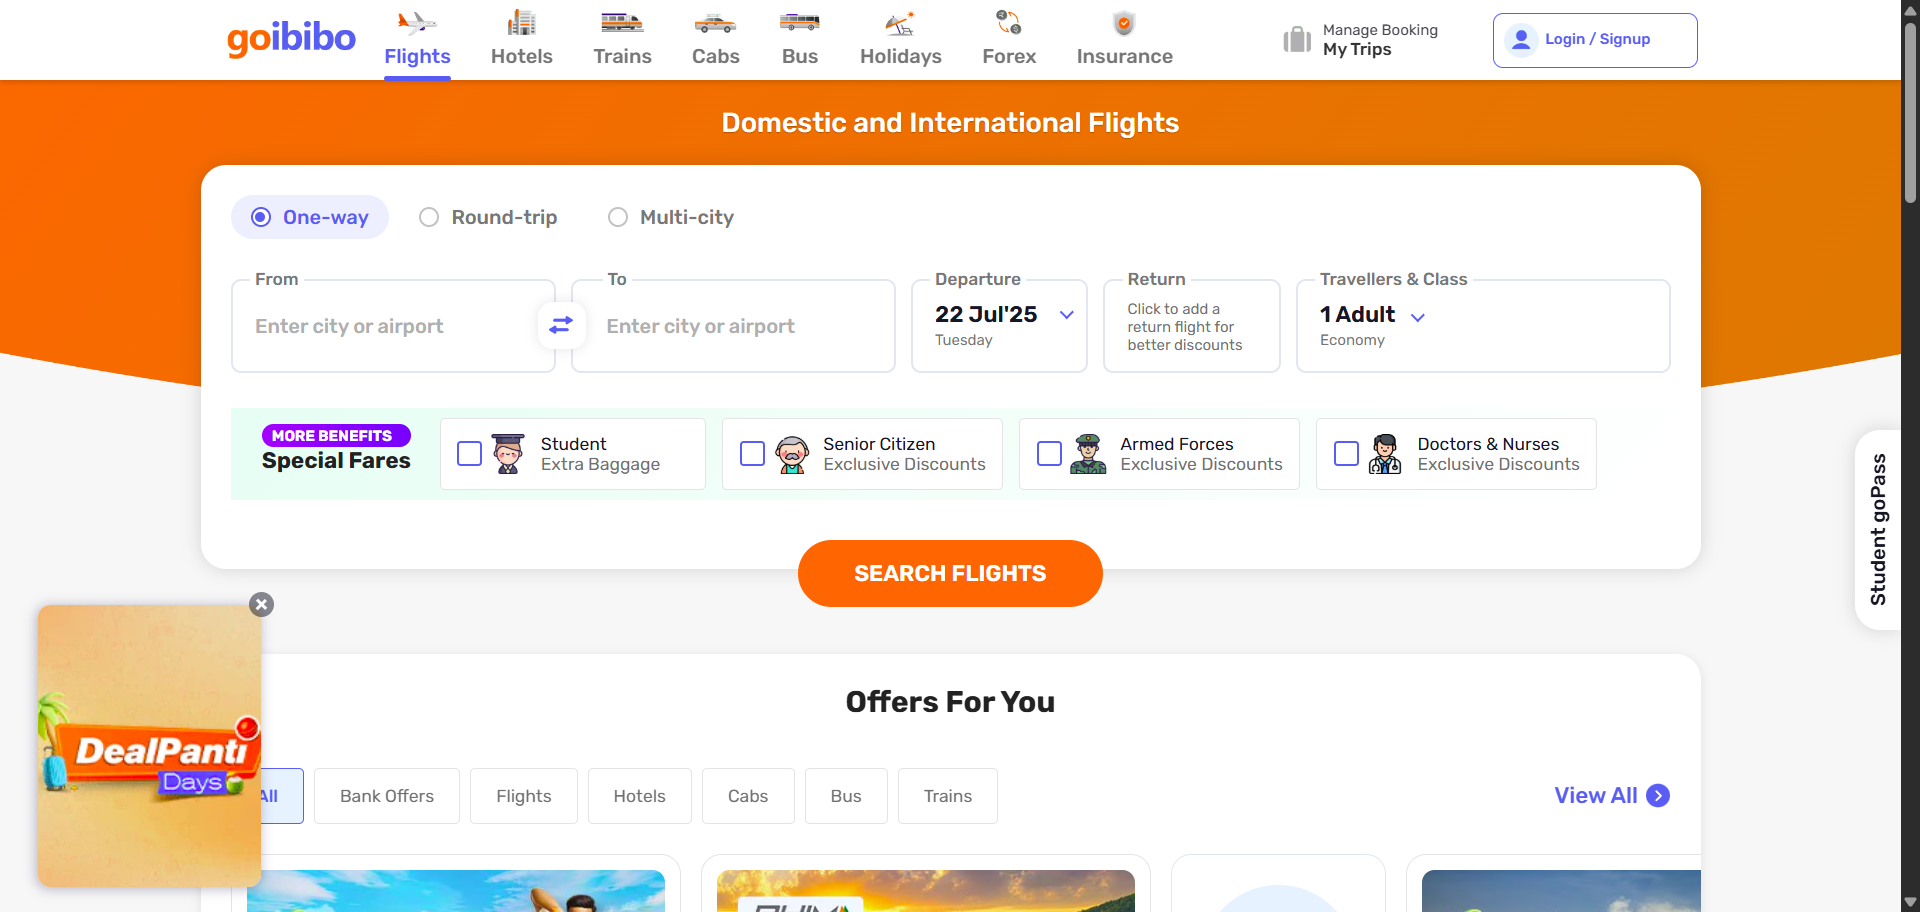 goibibo
Flights
Hotels
Trains
Cabs
Bus
Holidays
Forex
Insurance
Manage Booking
My Trips
Login / Signup
Domestic and International Flights
One-way
Round-trip
Multi-city
From
Enter city or airport
To
Enter city or airport
Departure
22 Jul'25
Tuesday
Return
Click to add a
return flight for
better discounts
Travellers & Class
1 Adult
Economy
MORE BENEFITS
Special Fares
Student
Extra Baggage
Senior Citizen
Exclusive Discounts
Armed Forces
Exclusive Discounts
Doctors & Nurses
Exclusive Discounts
SEARCH FLIGHTS
Student goPass
DealPanti
Days
Offers For You
All
Bank Offers
Flights
Hotels
Cabs
Bus
Trains
View All